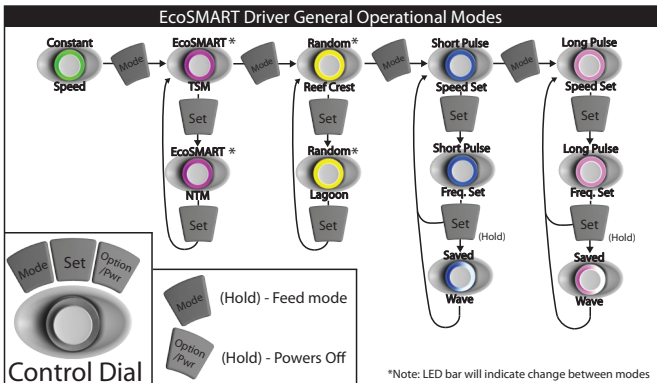 EcoSMART Driver General Operational Modes
Constant
Speed
Mode
EcoSMART *
TSM
Mode
Random*
Reef Crest
Mode
Short Pulse
Speed Set
Mode
Long Pulse
Speed Set
Set
Set
Set
Set
EcoSMART *
NTM
Random*
Lagoon
Short Pulse
Freq. Set
Long Pulse
Freq. Set
Set
Set
Set
(Hold)
Set
(Hold)
Saved
Wave
Saved
Wave
Mode
Set
Option
/Pwr
Control Dial
Mode
(Hold) - Feed mode
Option
/Pwr
(Hold) - Powers Off
*Note: LED bar will indicate change between modes